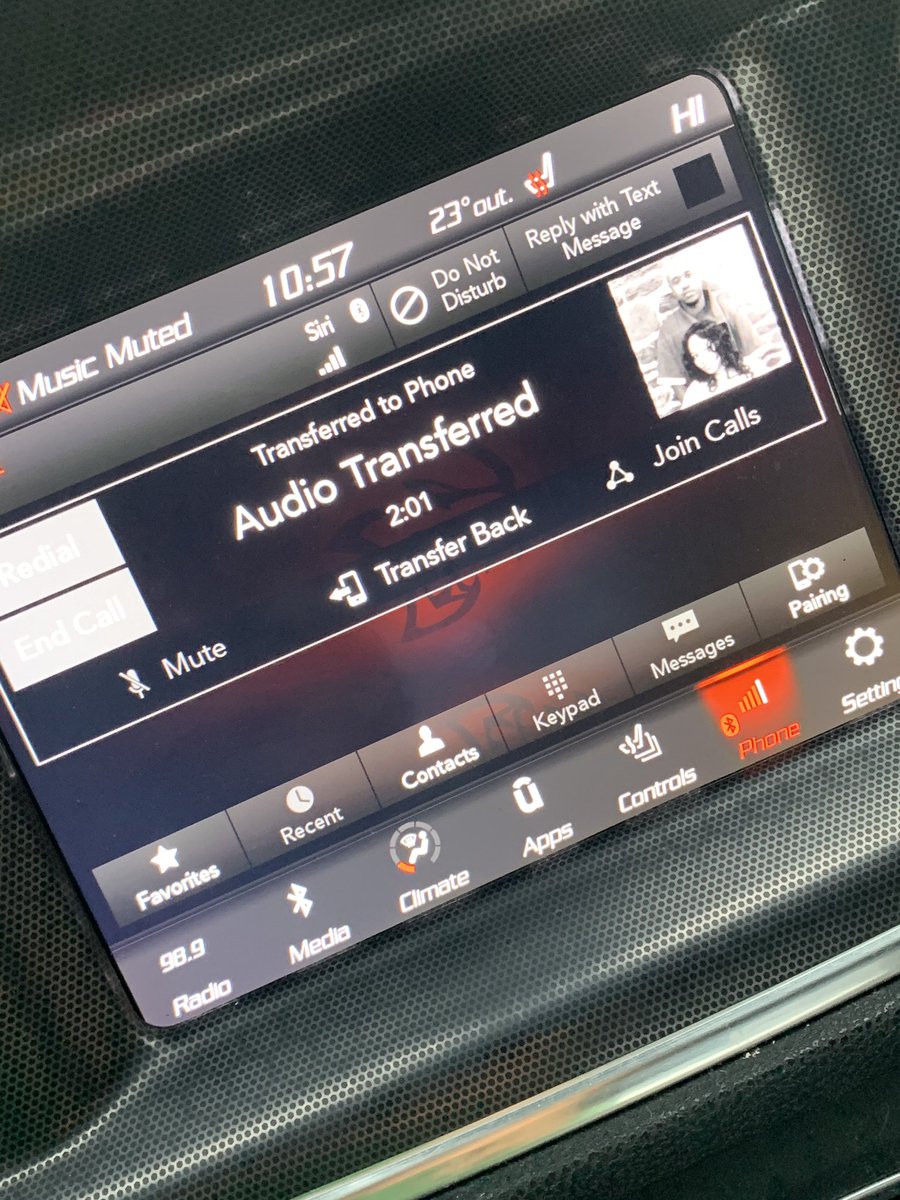 HI
23° out.
10:57
Music Muted
Siri
Do Not
Disturb
Reply with Text
Message
Transferred to Phone
Audio Transferred
2:01
Transfer Back
Join Calls
Redial
End Call
Mute
Favorites
Recent
Contacts
Keypad
Messages
Pairing
98.9
Radio
Media
Climate
Apps
Controls
Phone